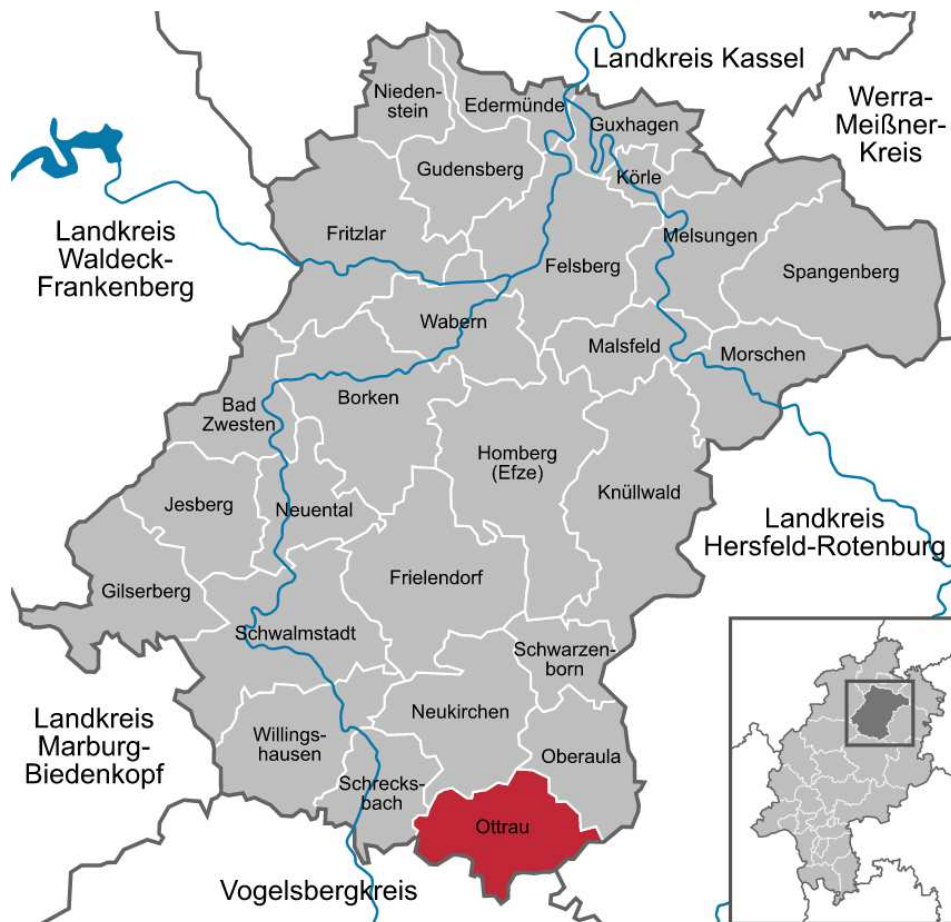 Landkreis Kassel
Werra-
Meißner-
Kreis
Landkreis
Waldeck-
Frankenberg
Landkreis
Hersfeld-Rotenburg
Landkreis
Marburg-
Biedenkopf
Vogelsbergkreis
Nieden-
stein
Edermünde
Guxhagen
Gudensberg
Körle
Fritzlar
Melsungen
Felsberg
Spangenberg
Wabern
Malsfeld
Morschen
Bad
Zwesten
Borken
Homberg
(Efze)
Knüllwald
Jesberg
Neuental
Frielendorf
Gilserberg
Schwalmstadt
Schwarzen-
born
Neukirchen
Willings-
hausen
Oberaula
Schrecks-
bach
Ottrau